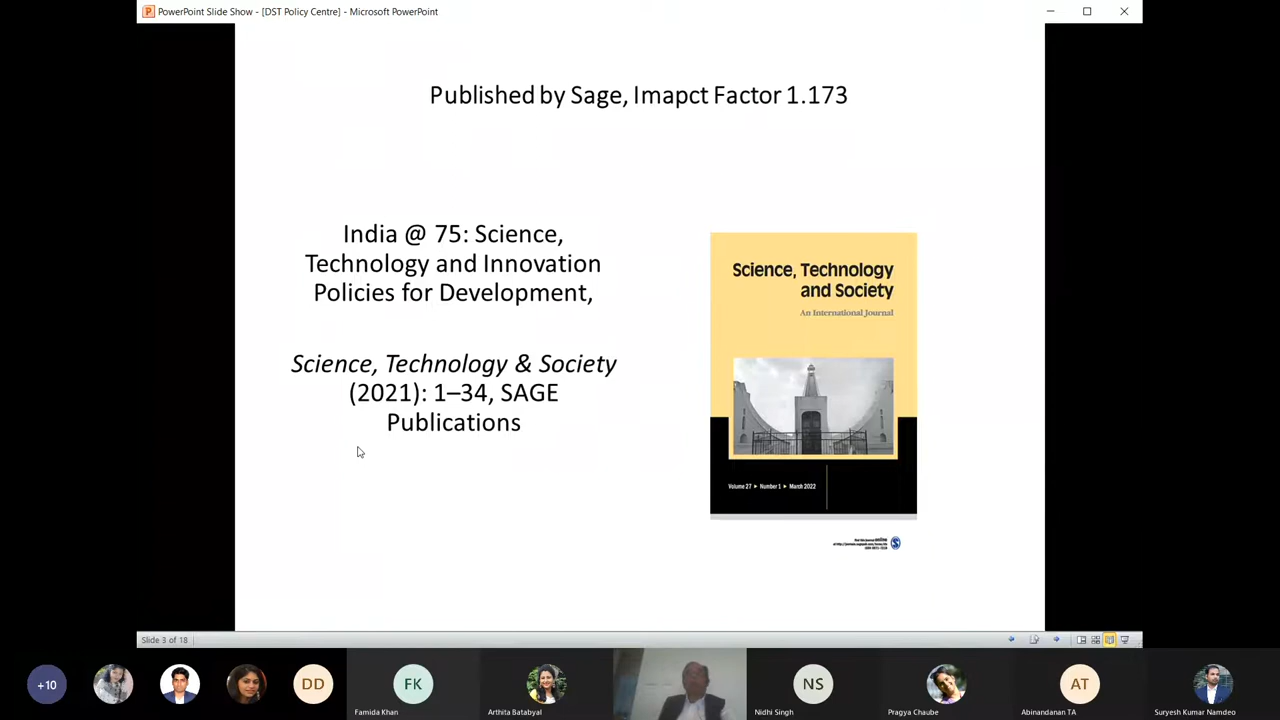 PowerPoint Slide Show - [DST Policy Centre] - Microsoft PowerPoint
Published by Sage, Imapct Factor 1.173
India @ 75: Science,
Technology and Innovation
Policies for Development,
Science, Technology & Society
(2021): 1–34, SAGE
Publications
Science, Technology
and Society
An International Journal
Volume 27 ▸ Number 1 ▸ March 2022
Slide 3 of 18
+10
DD
FK
Famida Khan
Arthita Batabyal
NS
Nidhi Singh
Pragya Chaube
AT
Abinandanan TA
Suryesh Kumar Namdeo